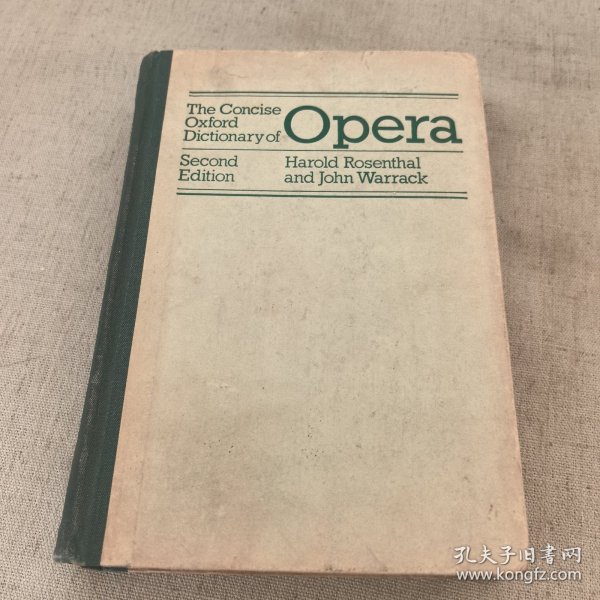 The Concise
Oxford
Dictionary of Opera
Second
Edition
Harold Rosenthal
and John Warrack
孔夫子旧书网
www.kongfz.com